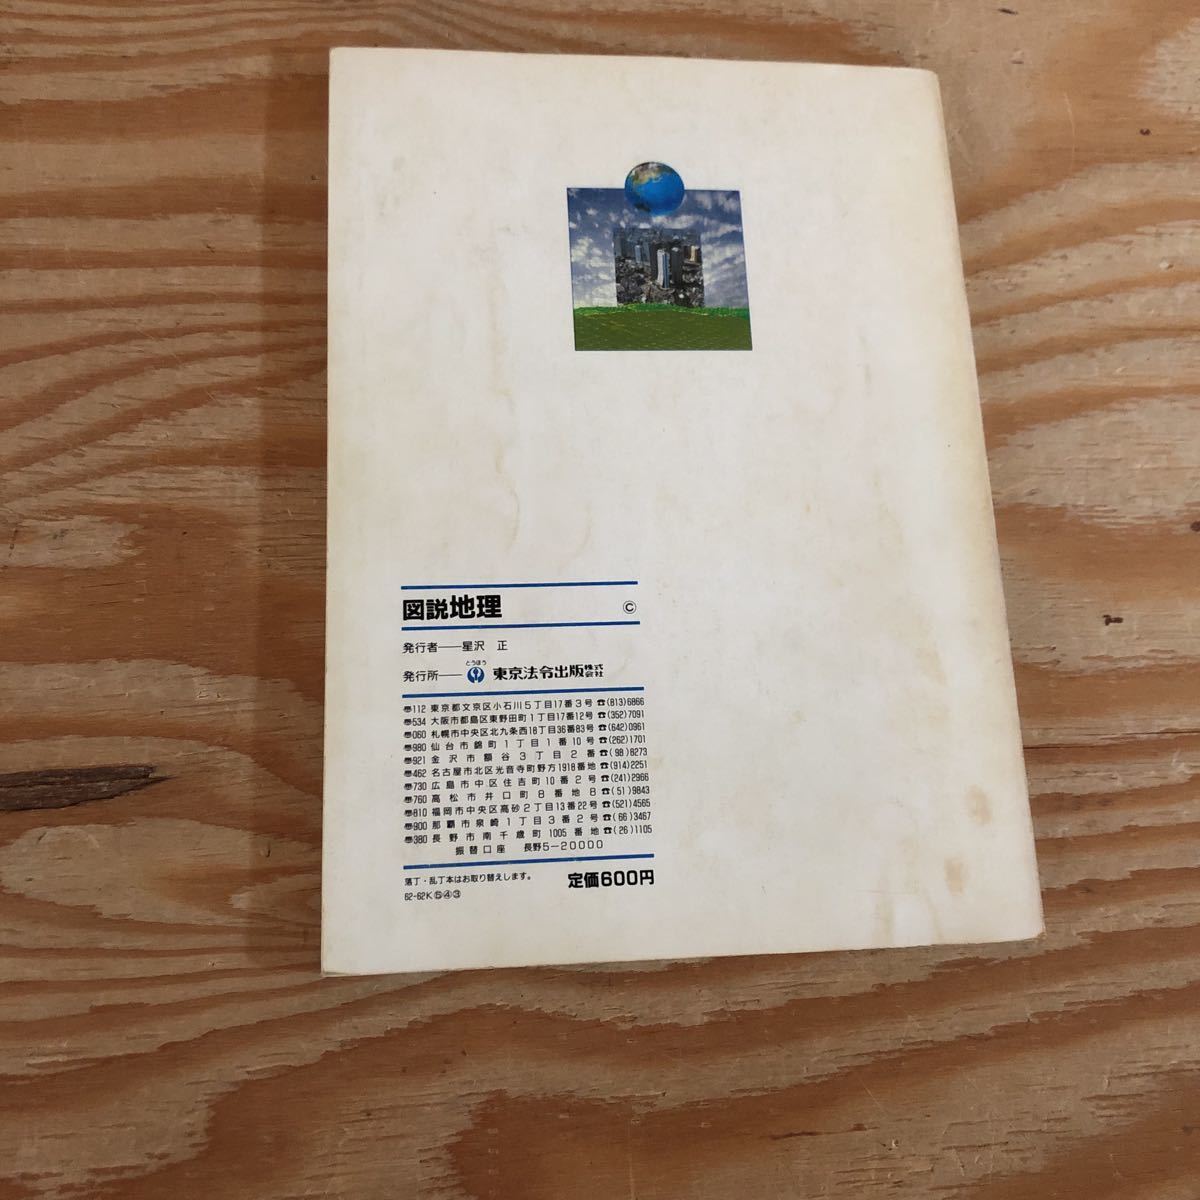 図説地理 ©
発行者──星沢 正
とうほう
発行所── 東京法令出版株式会社
〠112 東京都文京区小石川5丁目17番3号 ☎(813)6866
〠534 大阪市都島区東野田町1丁目17番12号 ☎(352)7091
〠060 札幌市中央区北九条西18丁目36番83号 ☎(642)0961
〠980 仙台市錦町1丁目1番10号 ☎(262)1701
〠921 金沢市額谷3丁目2番 ☎(98)8273
〠462 名古屋市北区光音寺町野方1918番地 ☎(914)2251
〠730 広島市中区住吉町10番2号 ☎(241)2966
〠760 高松市井口町8番地8 ☎(51)9843
〠810 福岡市中央区高砂2丁目13番22号 ☎(521)4565
〠900 那覇市泉崎1丁目3番2号 ☎(66)3467
〠380 長野市南千歳町1005番地 ☎(26)1105
振替口座 長野5-20000
落丁・乱丁本はお取り替えします。 定価600円
62-62K⑤④③